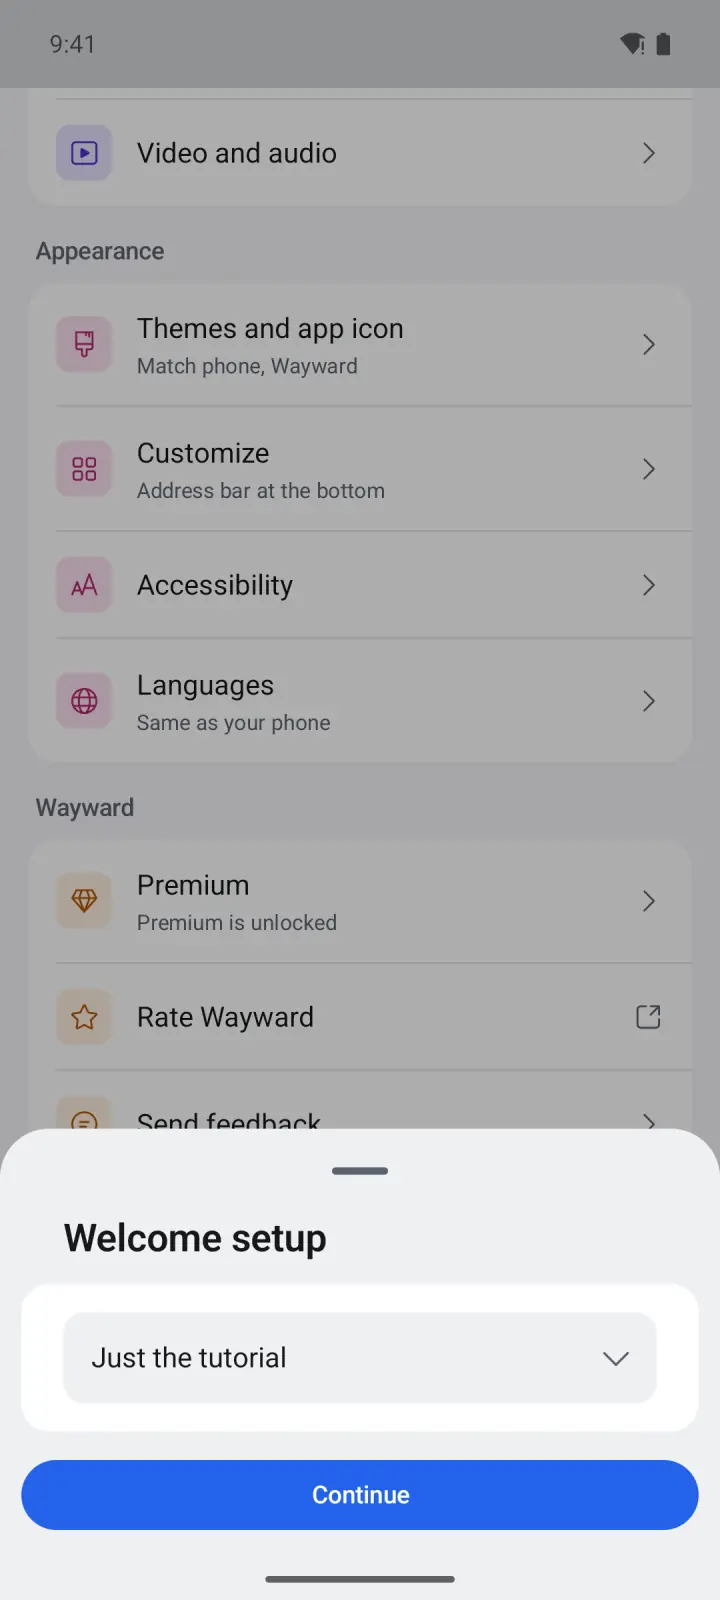 9:41
Video and audio
Appearance
Themes and app icon
Match phone, Wayward
Customize
Address bar at the bottom
Accessibility
Languages
Same as your phone
Wayward
Premium
Premium is unlocked
Rate Wayward
Send feedback
Welcome setup
Just the tutorial
Continue